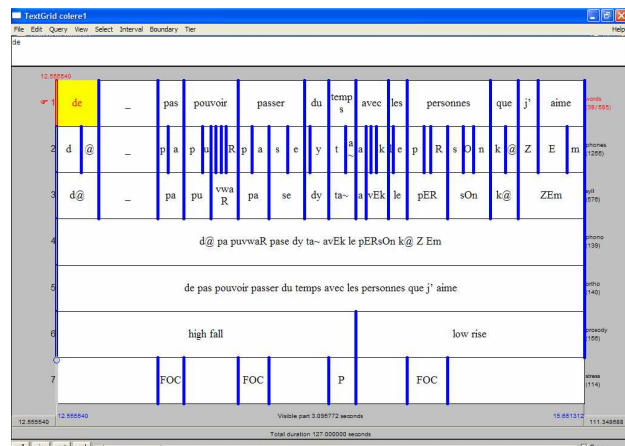 TextGrid colere1
File Edit Query View Select Interval Boundary Tier Help
de
12.555540
1 de _ pas pouvoir passer du temps avec les personnes que j' aime words (39/595)
2 d @ _ p a p u R p a s e d y t a~ a k l e p R s O n k @ Z E m phones (1256)
3 d@ _ pa pu vwaR pa se dy ta~ a vEk le pER sOn k@ ZEm syll (576)
4 d@ pa puvwaR pase dy ta~ avEk le pERsOn k@ Z Em phono (139)
5 de pas pouvoir passer du temps avec les personnes que j' aime ortho (140)
6 high fall low rise prosody (156)
7 FOC FOC P FOC stress (114)
12.555540 12.555540 Visible part 3.095772 seconds 15.651312 111.348688
Total duration 127.000000 seconds